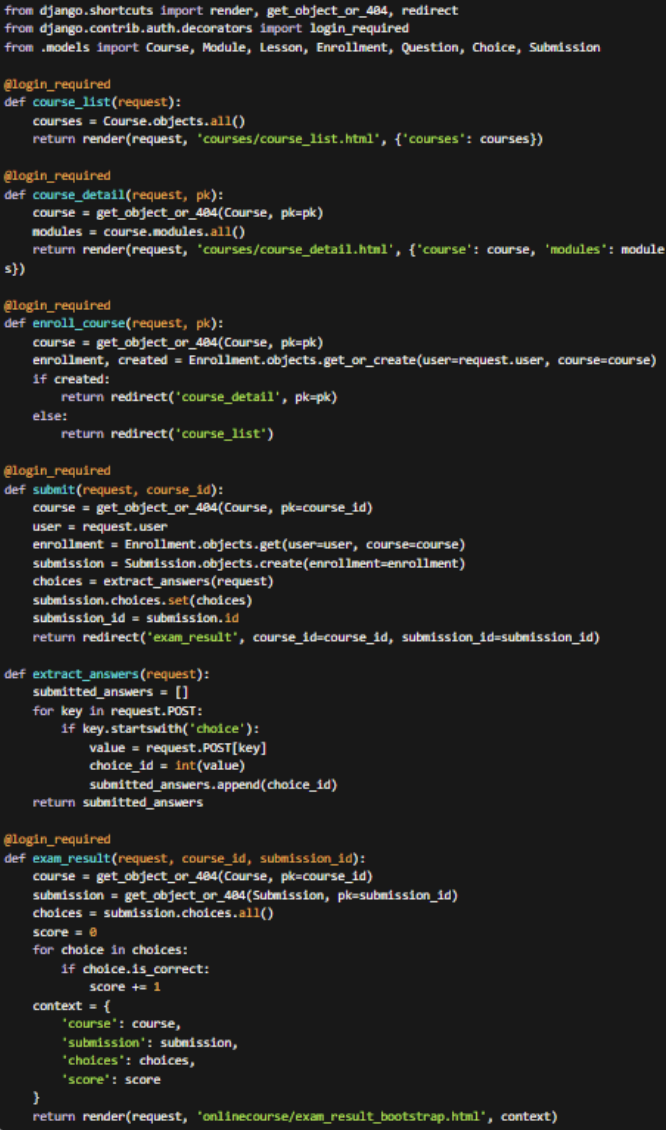 from django.shortcuts import render, get_object_or_404, redirect
from django.contrib.auth.decorators import login_required
from .models import Course, Module, Lesson, Enrollment, Question, Choice, Submission

@login_required
def course_list(request):
    courses = Course.objects.all()
    return render(request, 'courses/course_list.html', {'courses': courses})

@login_required
def course_detail(request, pk):
    course = get_object_or_404(Course, pk=pk)
    modules = course.modules.all()
    return render(request, 'courses/course_detail.html', {'course': course, 'modules': module
s})

@login_required
def enroll_course(request, pk):
    course = get_object_or_404(Course, pk=pk)
    enrollment, created = Enrollment.objects.get_or_create(user=request.user, course=course)
    if created:
        return redirect('course_detail', pk=pk)
    else:
        return redirect('course_list')

@login_required
def submit(request, course_id):
    course = get_object_or_404(Course, pk=course_id)
    user = request.user
    enrollment = Enrollment.objects.get(user=user, course=course)
    submission = Submission.objects.create(enrollment=enrollment)
    choices = extract_answers(request)
    submission.choices.set(choices)
    submission_id = submission.id
    return redirect('exam_result', course_id=course_id, submission_id=submission_id)

def extract_answers(request):
    submitted_answers = []
    for key in request.POST:
        if key.startswith('choice'):
            value = request.POST[key]
            choice_id = int(value)
            submitted_answers.append(choice_id)
    return submitted_answers

@login_required
def exam_result(request, course_id, submission_id):
    course = get_object_or_404(Course, pk=course_id)
    submission = get_object_or_404(Submission, pk=submission_id)
    choices = submission.choices.all()
    score = 0
    for choice in choices:
        if choice.is_correct:
            score += 1
    context = {
        'course': course,
        'submission': submission,
        'choices': choices,
        'score': score
    }
    return render(request, 'onlinecourse/exam_result_bootstrap.html', context)